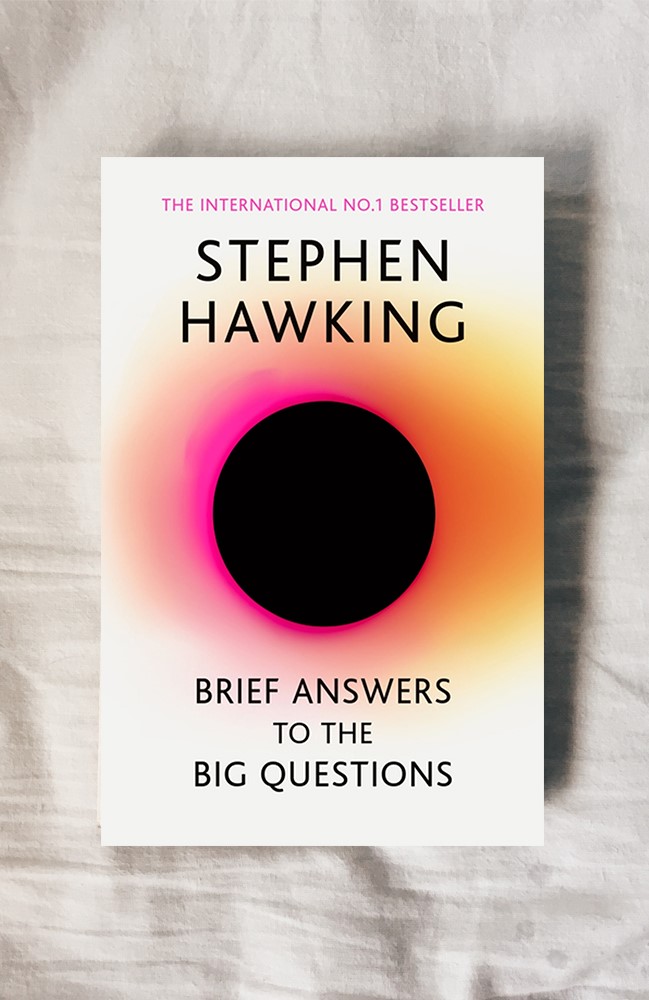 THE INTERNATIONAL NO.1 BESTSELLER
STEPHEN
HAWKING
BRIEF ANSWERS
TO THE
BIG QUESTIONS